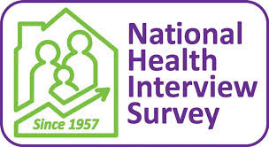 National
Health
Interview
Survey
Since 1957